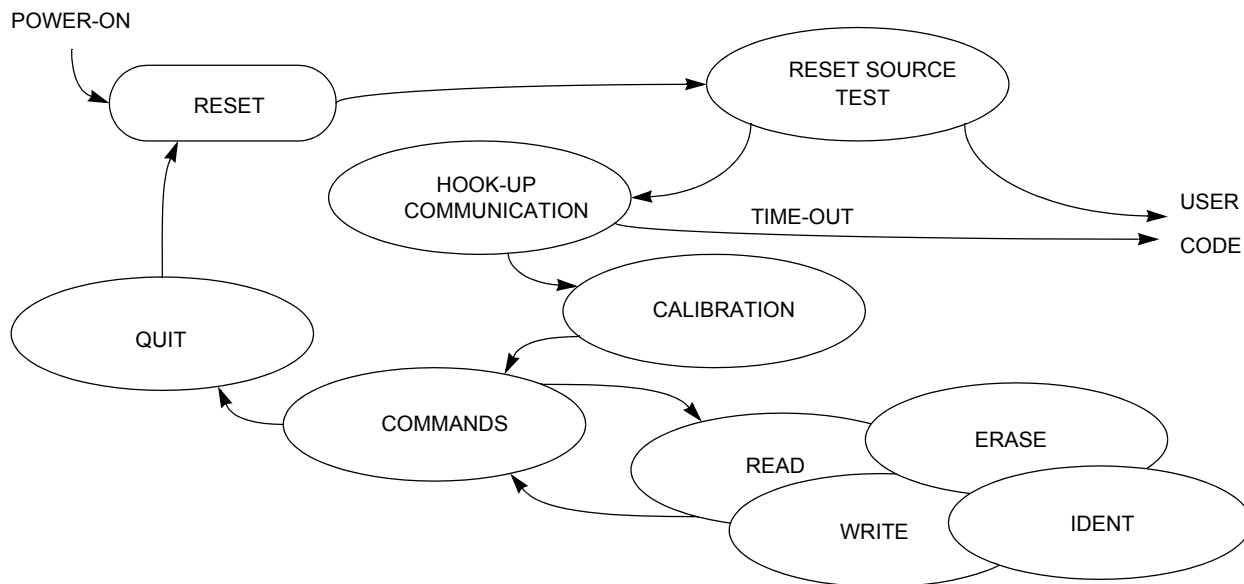 POWER-ON
RESET
RESET SOURCE
TEST
HOOK-UP
COMMUNICATION
TIME-OUT
USER
CODE
CALIBRATION
QUIT
COMMANDS
READ
ERASE
WRITE
IDENT